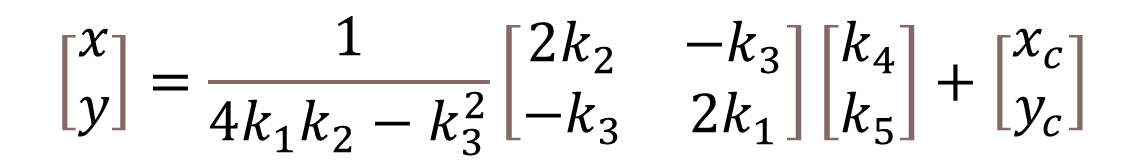 [x y] = 1 / (4k₁k₂ − k₃²) [2k₂ −k₃ −k₃ 2k₁] [k₄ k₅] + [x_c y_c]